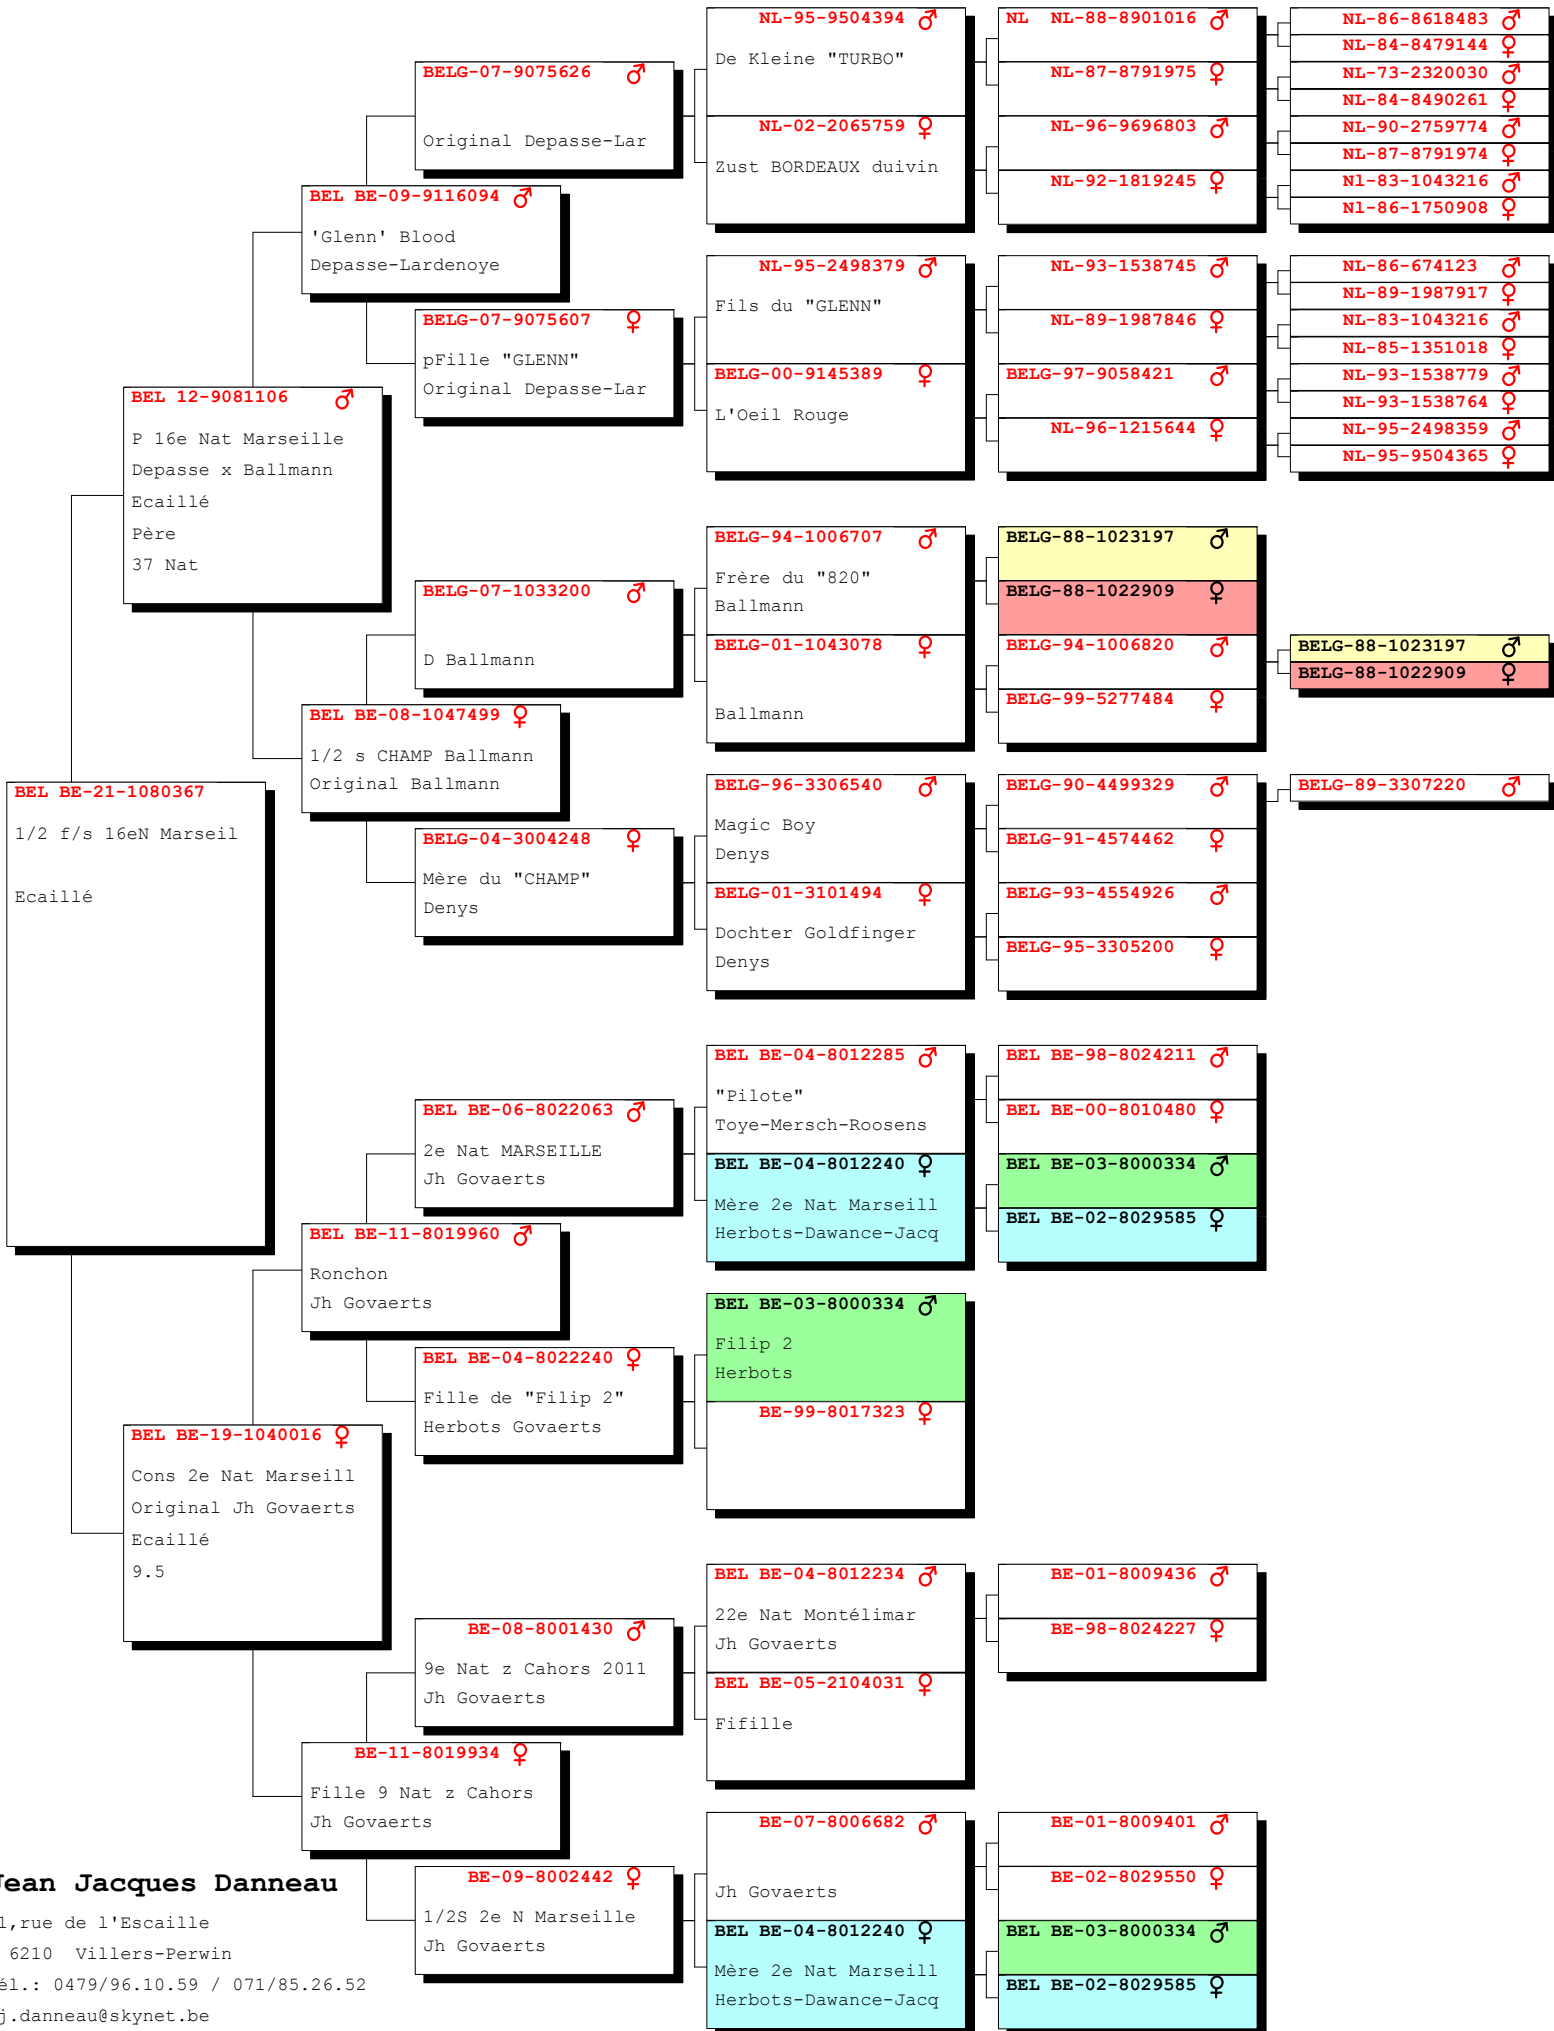 BEL BE-21-1080367
1/2 f/s 16eN Marseil
Ecaillé
BEL 12-9081106 ♂
P 16e Nat Marseille
Depasse x Ballmann
Ecaillé
Père
37 Nat
BEL BE-19-1040016 ♀
Cons 2e Nat Marseill
Original Jh Govaerts
Ecaillé
9.5
BEL BE-09-9116094 ♂
'Glenn' Blood
Depasse-Lardenoye
BEL BE-08-1047499 ♀
1/2 s CHAMP Ballmann
Original Ballmann
BEL BE-11-8019960 ♂
Ronchon
Jh Govaerts
BE-11-8019934 ♀
Fille 9 Nat z Cahors
Jh Govaerts
BELG-07-9075626 ♂
Original Depasse-Lar
BELG-07-9075607 ♀
pFille "GLENN"
Original Depasse-Lar
BELG-07-1033200 ♂
D Ballmann
BELG-04-3004248 ♀
Mère du "CHAMP"
Denys
BEL BE-06-8022063 ♂
2e Nat MARSEILLE
Jh Govaerts
BEL BE-04-8022240 ♀
Fille de "Filip 2"
Herbots Govaerts
BE-08-8001430 ♂
9e Nat z Cahors 2011
Jh Govaerts
BE-09-8002442 ♀
1/2S 2e N Marseille
Jh Govaerts
NL-95-9504394 ♂
De Kleine "TURBO"
NL-02-2065759 ♀
Zust BORDEAUX duivin
NL-95-2498379 ♂
Fils du "GLENN"
BELG-00-9145389 ♀
L'Oeil Rouge
BELG-94-1006707 ♂
Frère du "820"
Ballmann
BELG-01-1043078 ♀
Ballmann
BELG-96-3306540 ♂
Magic Boy
Denys
BELG-01-3101494 ♀
Dochter Goldfinger
Denys
BEL BE-04-8012285 ♂
"Pilote"
Toye-Mersch-Roosens
BEL BE-04-8012240 ♀
Mère 2e Nat Marseill
Herbots-Dawance-Jacq
BEL BE-03-8000334 ♂
Filip 2
Herbots
BE-99-8017323 ♀
BEL BE-04-8012234 ♂
22e Nat Montélimar
Jh Govaerts
BEL BE-05-2104031 ♀
Fifille
BE-07-8006682 ♂
Jh Govaerts
BEL BE-04-8012240 ♀
Mère 2e Nat Marseill
Herbots-Dawance-Jacq
NL NL-88-8901016 ♂
NL-87-8791975 ♀
NL-96-9696803 ♂
NL-92-1819245 ♀
NL-93-1538745 ♂
NL-89-1987846 ♀
BELG-97-9058421 ♂
NL-96-1215644 ♀
BELG-88-1023197 ♂
BELG-88-1022909 ♀
BELG-94-1006820 ♂
BELG-99-5277484 ♀
BELG-90-4499329 ♂
BELG-91-4574462 ♀
BELG-93-4554926 ♂
BELG-95-3305200 ♀
BEL BE-98-8024211 ♂
BEL BE-00-8010480 ♀
BEL BE-03-8000334 ♂
BEL BE-02-8029585 ♀
BE-01-8009436 ♂
BE-98-8024227 ♀
BE-01-8009401 ♂
BE-02-8029550 ♀
BEL BE-03-8000334 ♂
BEL BE-02-8029585 ♀
NL-86-8618483 ♂
NL-84-8479144 ♀
NL-73-2320030 ♂
NL-84-8490261 ♀
NL-90-2759774 ♂
NL-87-8791974 ♀
Nl-83-1043216 ♂
Nl-86-1750908 ♀
NL-86-674123 ♂
NL-89-1987917 ♀
NL-83-1043216 ♂
NL-85-1351018 ♀
NL-93-1538779 ♂
NL-93-1538764 ♀
NL-95-2498359 ♂
NL-95-9504365 ♀
BELG-88-1023197 ♂
BELG-88-1022909 ♀
BELG-89-3307220 ♂
Jean Jacques Danneau
1,rue de l'Escaille
6210 Villers-Perwin
él.: 0479/96.10.59 / 071/85.26.52
j.danneau@skynet.be